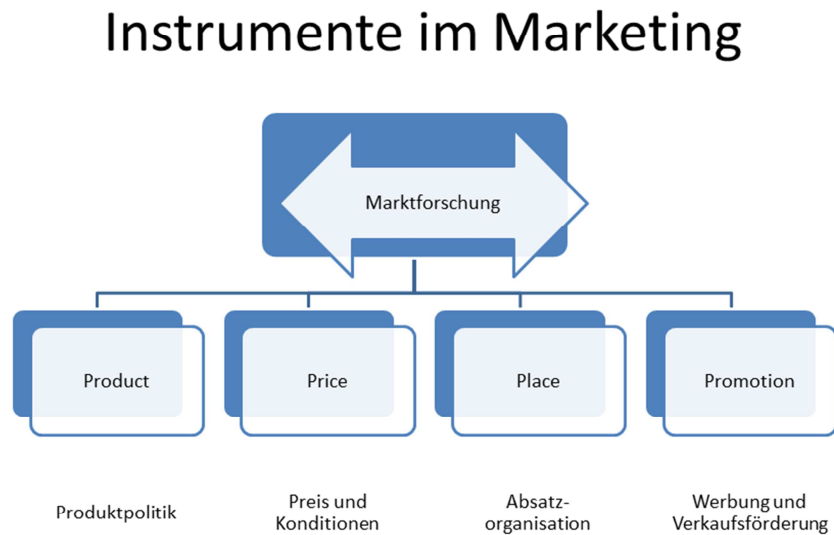 Instrumente im Marketing
Marktforschung
Product
Price
Place
Promotion
Produktpolitik
Preis und
Konditionen
Absatz-
organisation
Werbung und
Verkaufsförderung